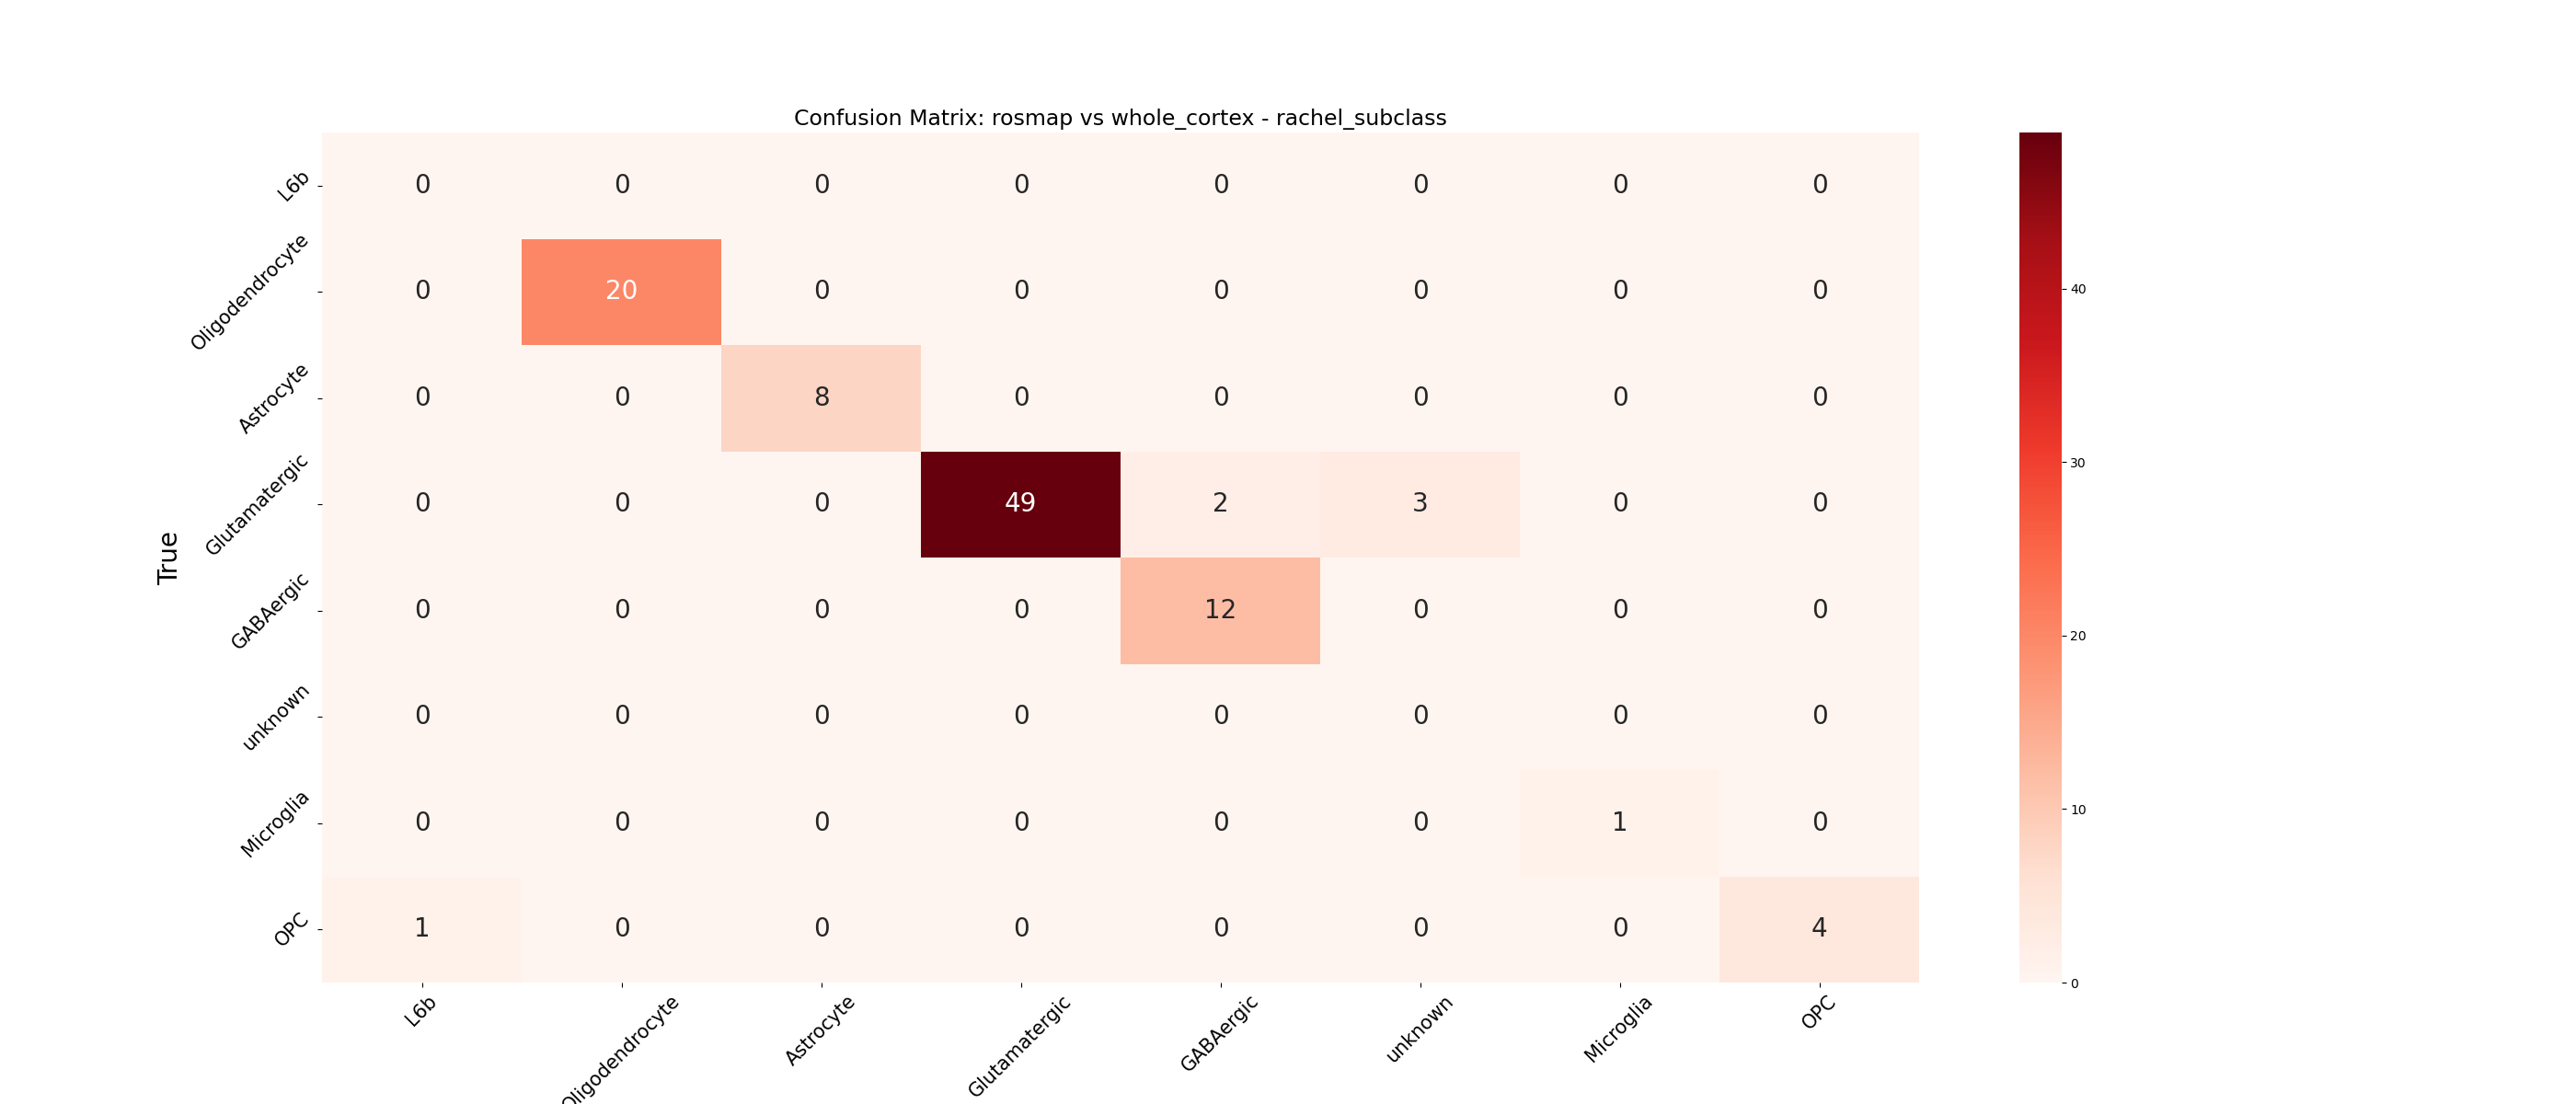 Confusion Matrix: rosmap vs whole_cortex - rachel_subclass
True
L6b 0 0 0 0 0 0 0 0
Oligodendrocyte 0 20 0 0 0 0 0 0
Astrocyte 0 0 8 0 0 0 0 0
Glutamatergic 0 0 0 49 2 3 0 0
GABAergic 0 0 0 0 12 0 0 0
unknown 0 0 0 0 0 0 0 0
Microglia 0 0 0 0 0 0 1 0
OPC 1 0 0 0 0 0 0 4
L6b Oligodendrocyte Astrocyte Glutamatergic GABAergic unknown Microglia OPC
40
30
20
10
0